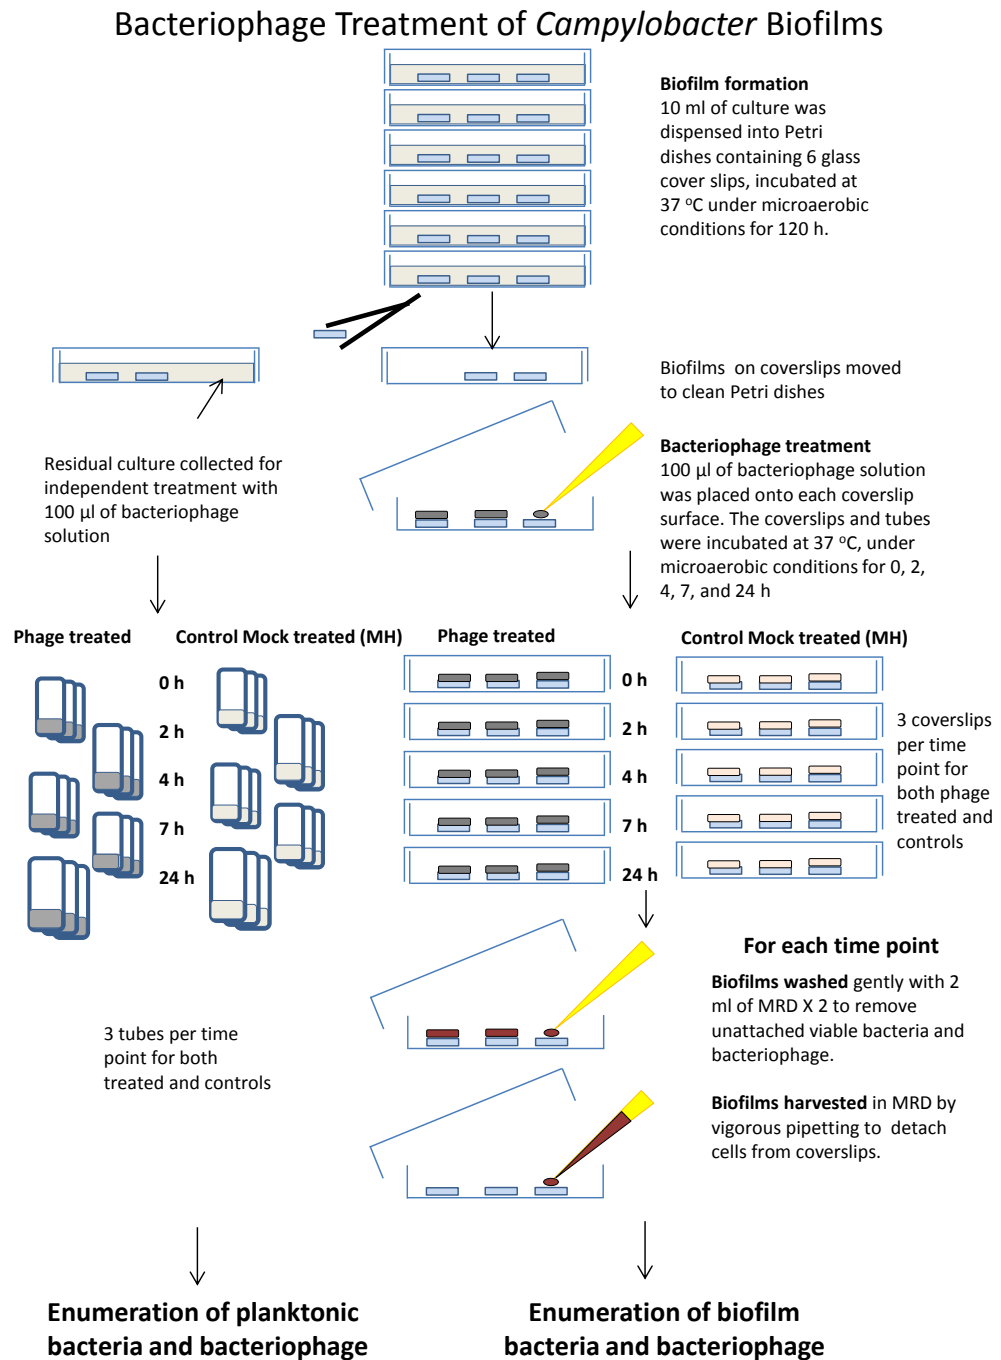 Bacteriophage Treatment of Campylobacter Biofilms
Biofilm formation
10 ml of culture was
dispensed into Petri
dishes containing 6 glass
cover slips, incubated at
37 °C under microaerobic
conditions for 120 h.
Biofilms on coverslips moved
to clean Petri dishes
Residual culture collected for
independent treatment with
100 µl of bacteriophage
solution
Bacteriophage treatment
100 µl of bacteriophage solution
was placed onto each coverslip
surface. The coverslips and tubes
were incubated at 37 °C, under
microaerobic conditions for 0, 2,
4, 7, and 24 h
Phage treated
Control Mock treated (MH)
0 h
2 h
4 h
7 h
24 h
Phage treated
Control Mock treated (MH)
0 h
2 h
4 h
7 h
24 h
3 coverslips
per time
point for
both phage
treated and
controls
3 tubes per time
point for both
treated and controls
For each time point
Biofilms washed gently with 2
ml of MRD X 2 to remove
unattached viable bacteria and
bacteriophage.
Biofilms harvested in MRD by
vigorous pipetting to detach
cells from coverslips.
Enumeration of planktonic
bacteria and bacteriophage
Enumeration of biofilm
bacteria and bacteriophage